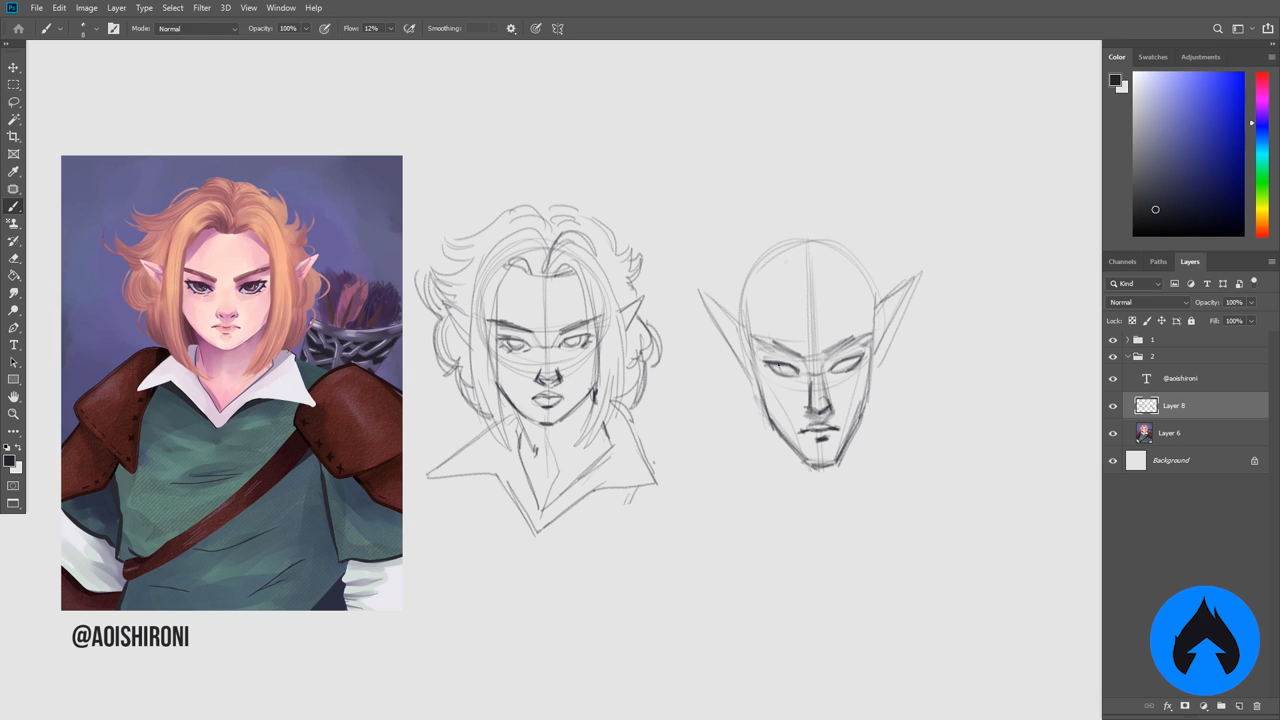 File Edit Image Layer Type Select Filter 3D View Window Help
8 Mode: Normal Opacity: 100% Flow: 12% Smoothing:
Color Swatches Adjustments
Channels Paths Layers
Kind
Normal Opacity: 100%
Lock: Fill: 100%
1
2
@aoishironi
Layer 8
Layer 6
Background
@AOISHIRONI